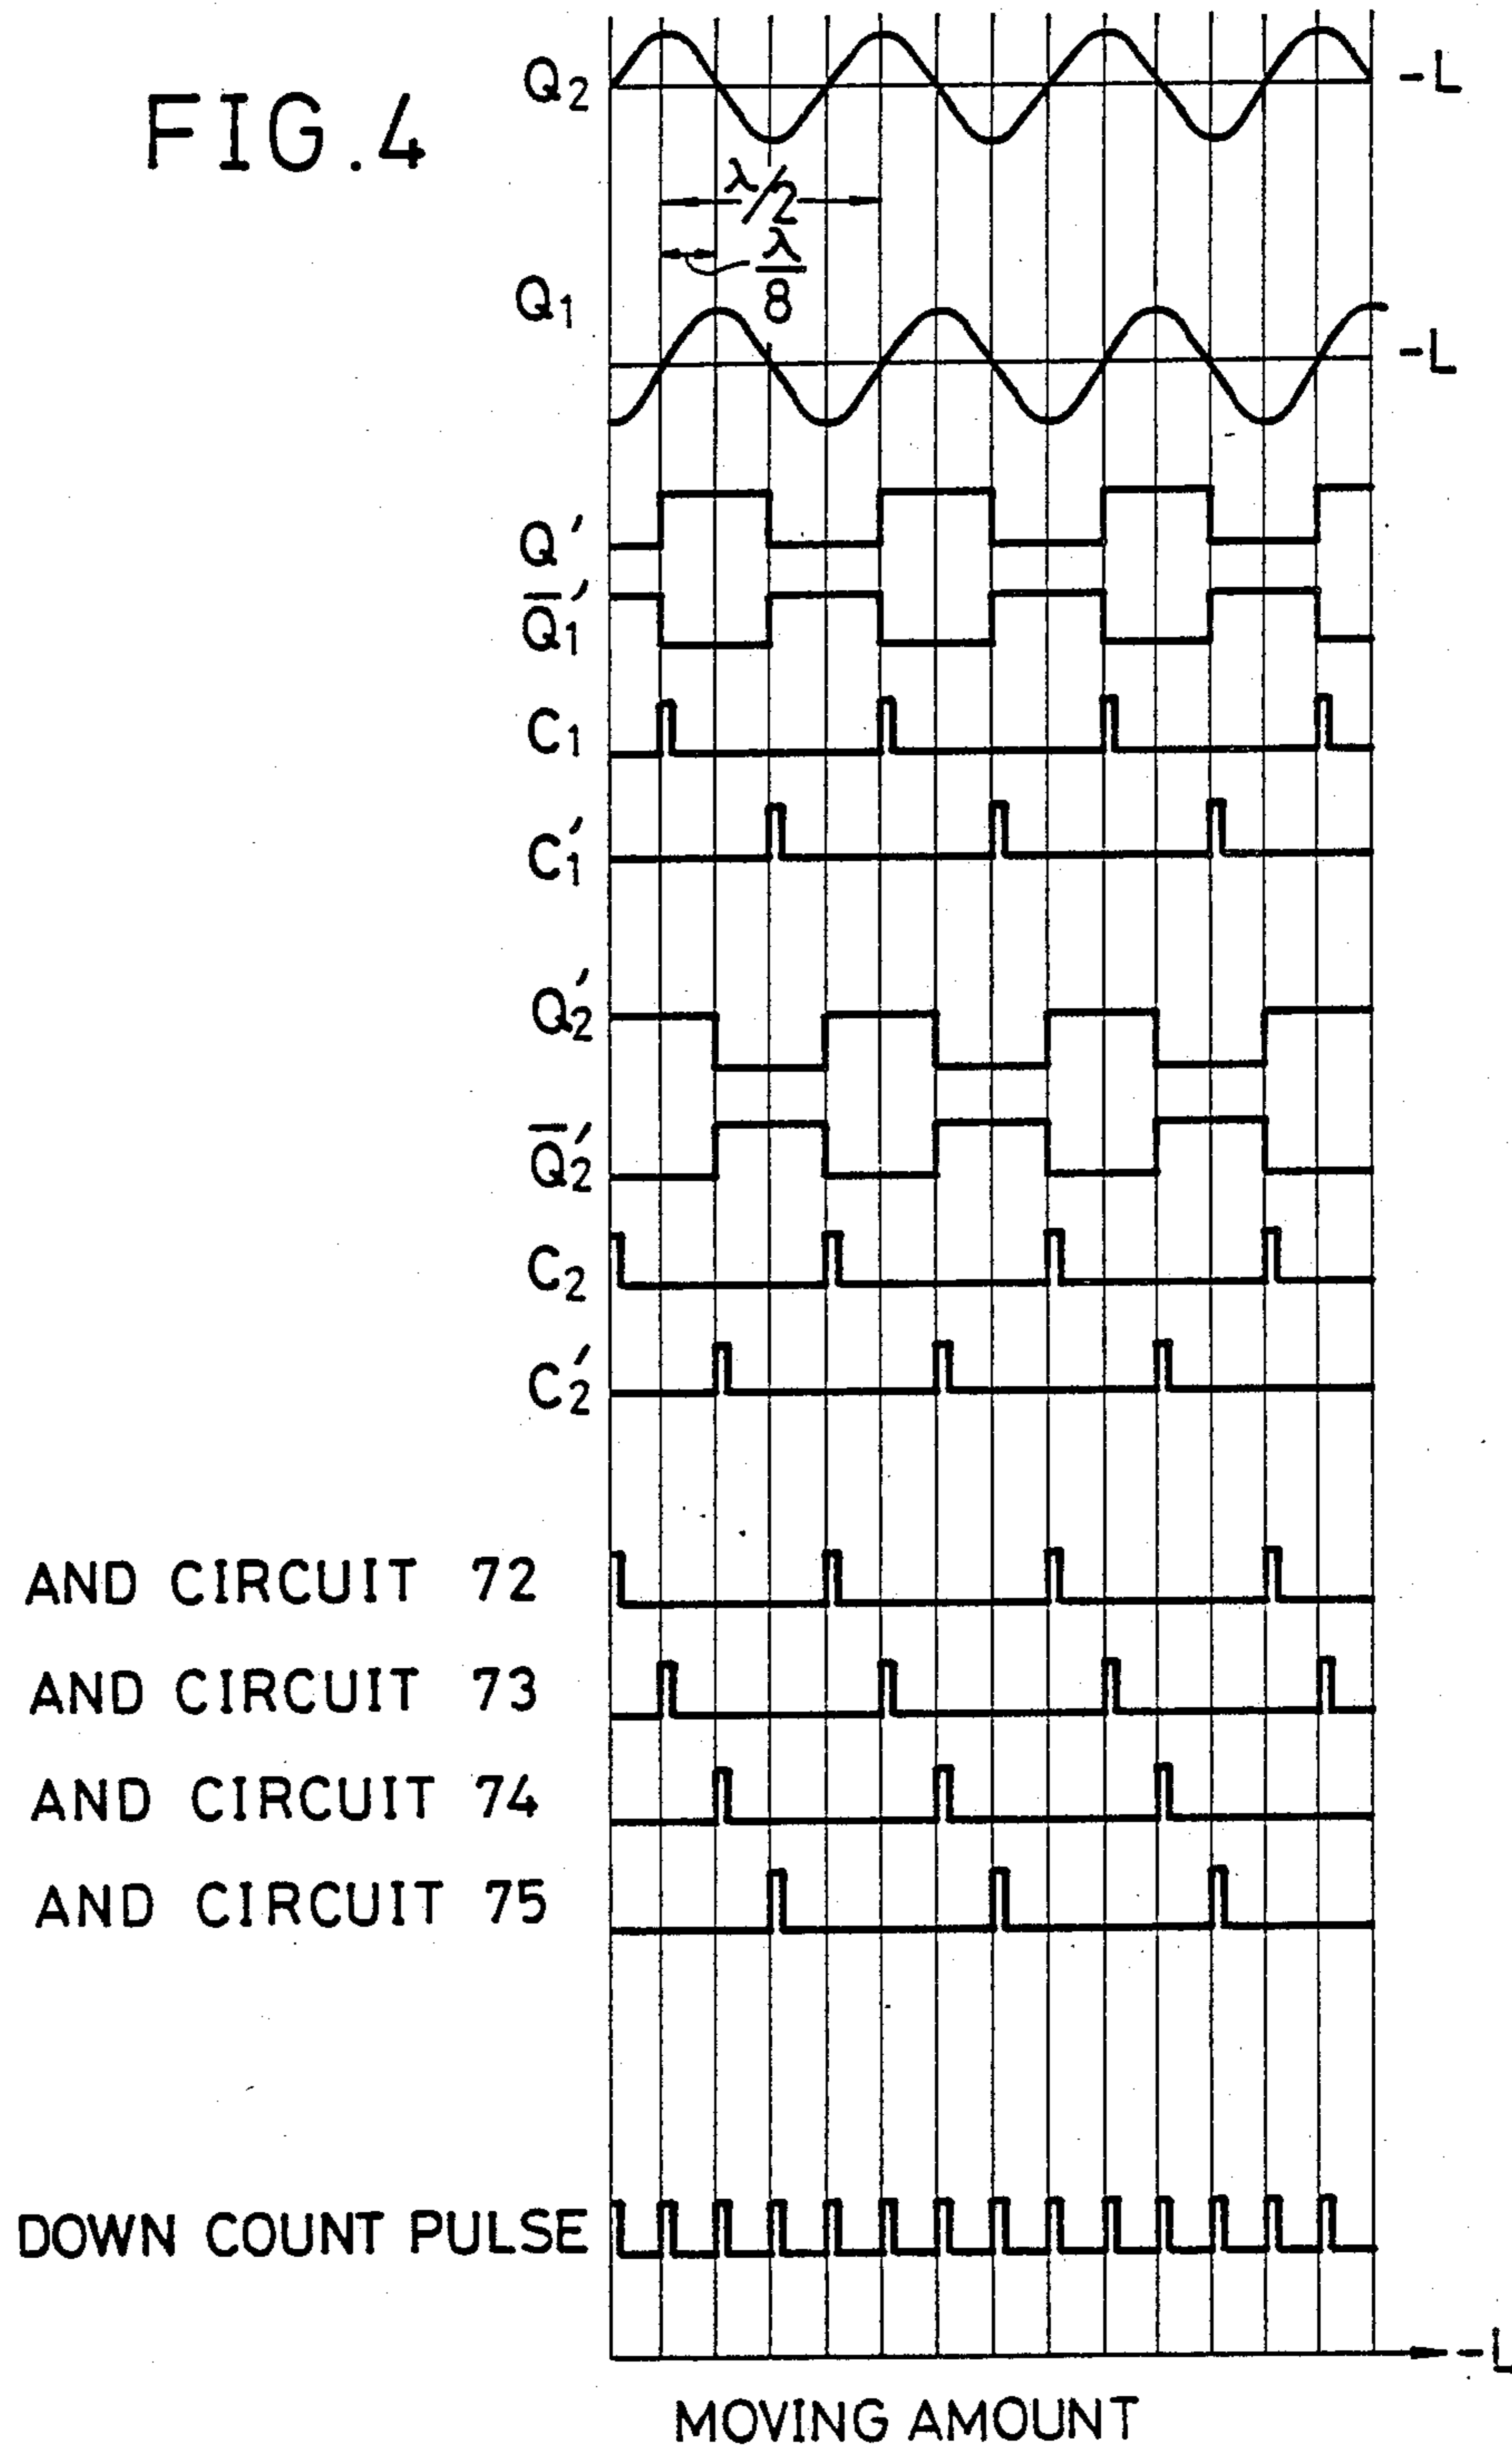 FIG.4
Q₂
-L
λ/2
λ/8
Q₁
-L
Q′
Q̄₁′
C₁
C₁′
Q₂′
Q̄₂′
C₂
C₂′
AND CIRCUIT 72
AND CIRCUIT 73
AND CIRCUIT 74
AND CIRCUIT 75
DOWN COUNT PULSE
-L
MOVING AMOUNT